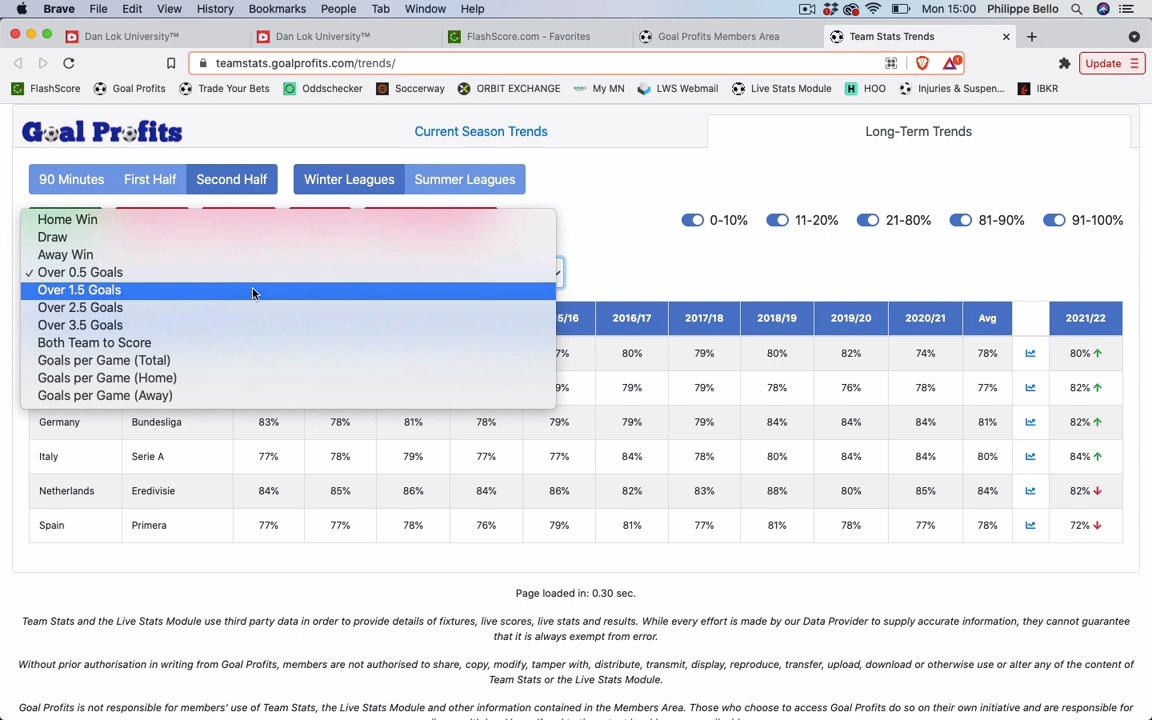 Brave File Edit View History Bookmarks People Tab Window Help Mon 15:00 Philippe Bello
Dan Lok University™ Dan Lok University™ FlashScore.com - Favorites Goal Profits Members Area Team Stats Trends
teamstats.goalprofits.com/trends/ 1 Update
FlashScore Goal Profits Trade Your Bets Oddschecker Soccerway ORBIT EXCHANGE My MN LWS Webmail Live Stats Module HOO Injuries & Suspen... IBKR
Goal Profits Current Season Trends Long-Term Trends
90 Minutes First Half Second Half Winter Leagues Summer Leagues
0-10% 11-20% 21-80% 81-90% 91-100%
Home Win
Draw
Away Win
Over 0.5 Goals
Over 1.5 Goals
Over 2.5 Goals
Over 3.5 Goals
Both Team to Score
Goals per Game (Total)
Goals per Game (Home)
Goals per Game (Away)
5/16 2016/17 2017/18 2018/19 2019/20 2020/21 Avg 2021/22
7% 80% 79% 80% 82% 74% 78% 80%
9% 79% 79% 78% 76% 78% 77% 82%
Germany Bundesliga 83% 78% 81% 78% 79% 79% 79% 84% 84% 84% 81% 82%
Italy Serie A 77% 78% 79% 77% 77% 84% 78% 80% 84% 84% 80% 84%
Netherlands Eredivisie 84% 85% 86% 84% 86% 82% 83% 88% 80% 85% 84% 82%
Spain Primera 77% 77% 78% 76% 79% 81% 77% 81% 78% 77% 78% 72%
Page loaded in: 0.30 sec.
Team Stats and the Live Stats Module use third party data in order to provide details of fixtures, live scores, live stats and results. While every effort is made by our Data Provider to supply accurate information, they cannot guarantee
that it is always exempt from error.
Without prior authorisation in writing from Goal Profits, members are not authorised to share, copy, modify, tamper with, distribute, transmit, display, reproduce, transfer, upload, download or otherwise use or alter any of the content of
Team Stats or the Live Stats Module.
Goal Profits is not responsible for members' use of Team Stats, the Live Stats Module and other information contained in the Members Area. Those who choose to access Goal Profits do so on their own initiative and are responsible for